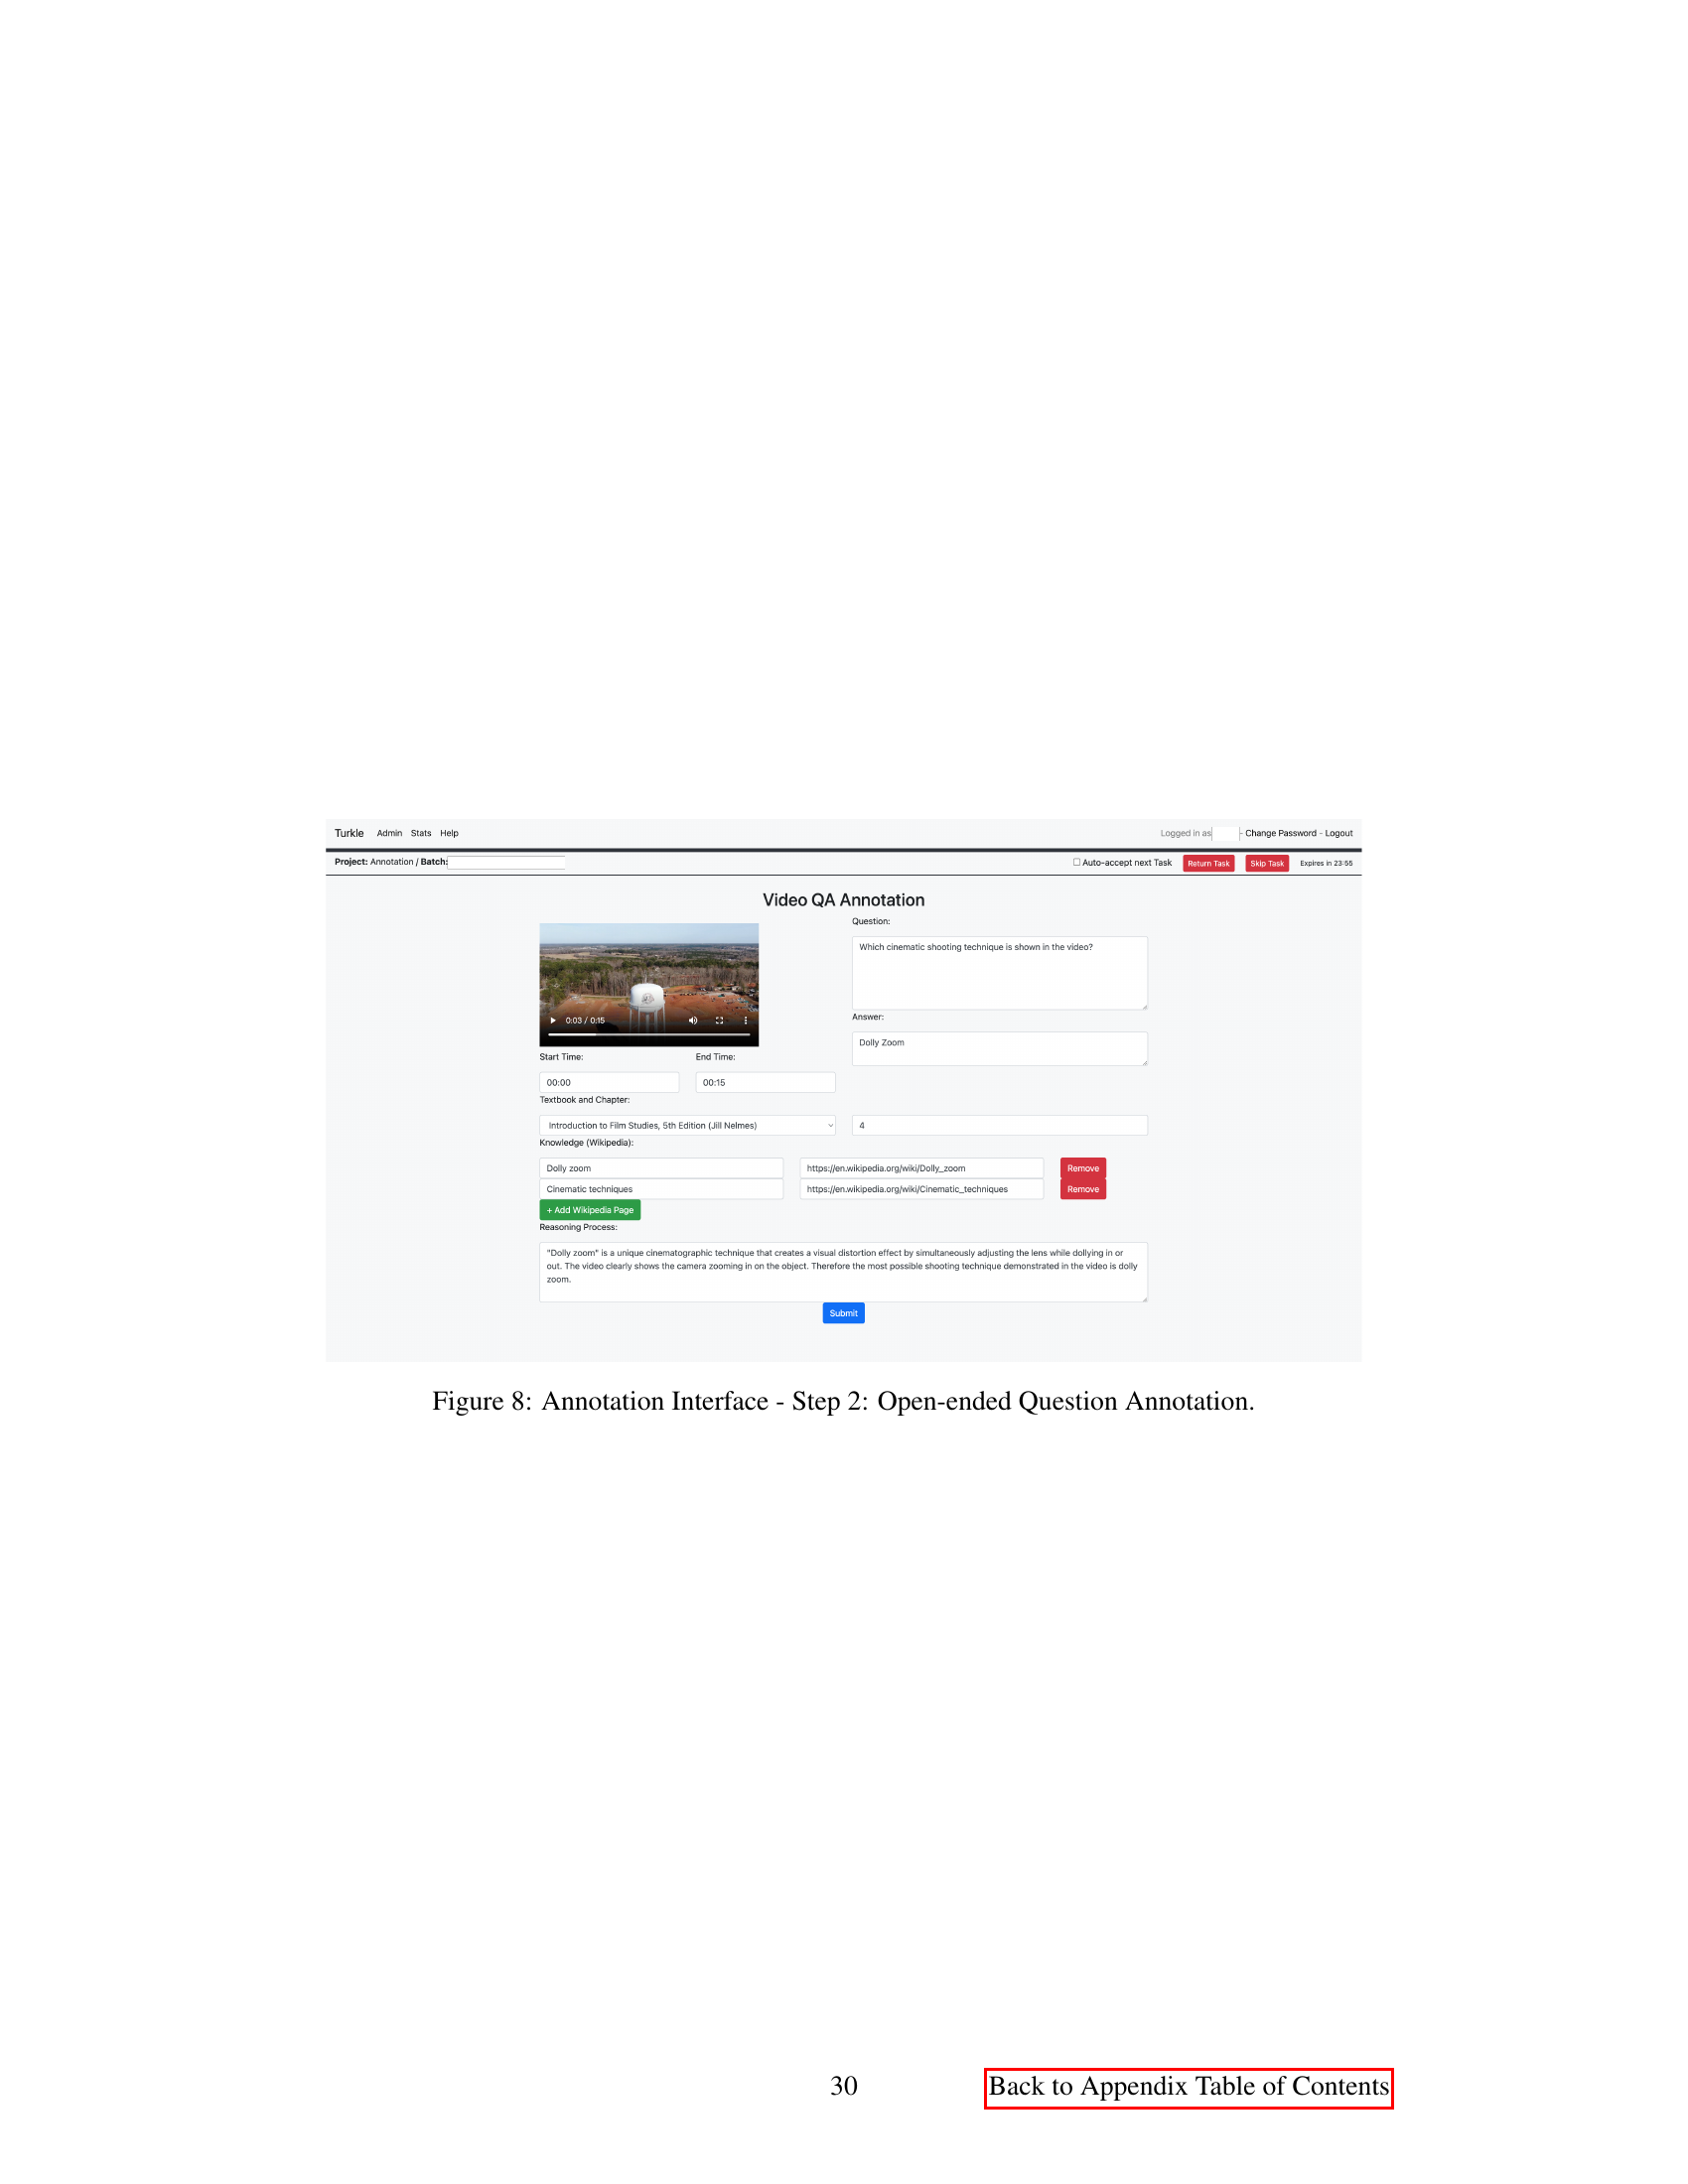 Turkle Admin Stats Help Logged in as - Change Password - Logout
Project: Annotation / Batch: Auto-accept next Task Return Task Skip Task Expires in 23:55
Video QA Annotation
Question:
Which cinematic shooting technique is shown in the video?
0:03 / 0:15
Answer:
Dolly Zoom
Start Time: End Time:
00:00 00:15
Textbook and Chapter:
Introduction to Film Studies, 5th Edition (Jill Nelmes) 4
Knowledge (Wikipedia):
Dolly zoom https://en.wikipedia.org/wiki/Dolly_zoom Remove
Cinematic techniques https://en.wikipedia.org/wiki/Cinematic_techniques Remove
+ Add Wikipedia Page
Reasoning Process:
"Dolly zoom" is a unique cinematographic technique that creates a visual distortion effect by simultaneously adjusting the lens while dollying in or
out. The video clearly shows the camera zooming in on the object. Therefore the most possible shooting technique demonstrated in the video is dolly
zoom.
Submit
Figure 8: Annotation Interface - Step 2: Open-ended Question Annotation.
30 Back to Appendix Table of Contents